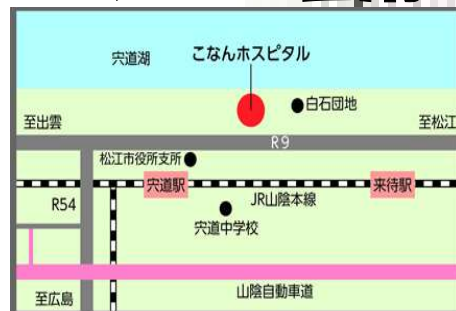 宍道湖
こなんホスピタル
白石団地
至出雲
至松江
R9
松江市役所支所
宍道駅
来待駅
R54
JR山陰本線
宍道中学校
至広島
山陰自動車道